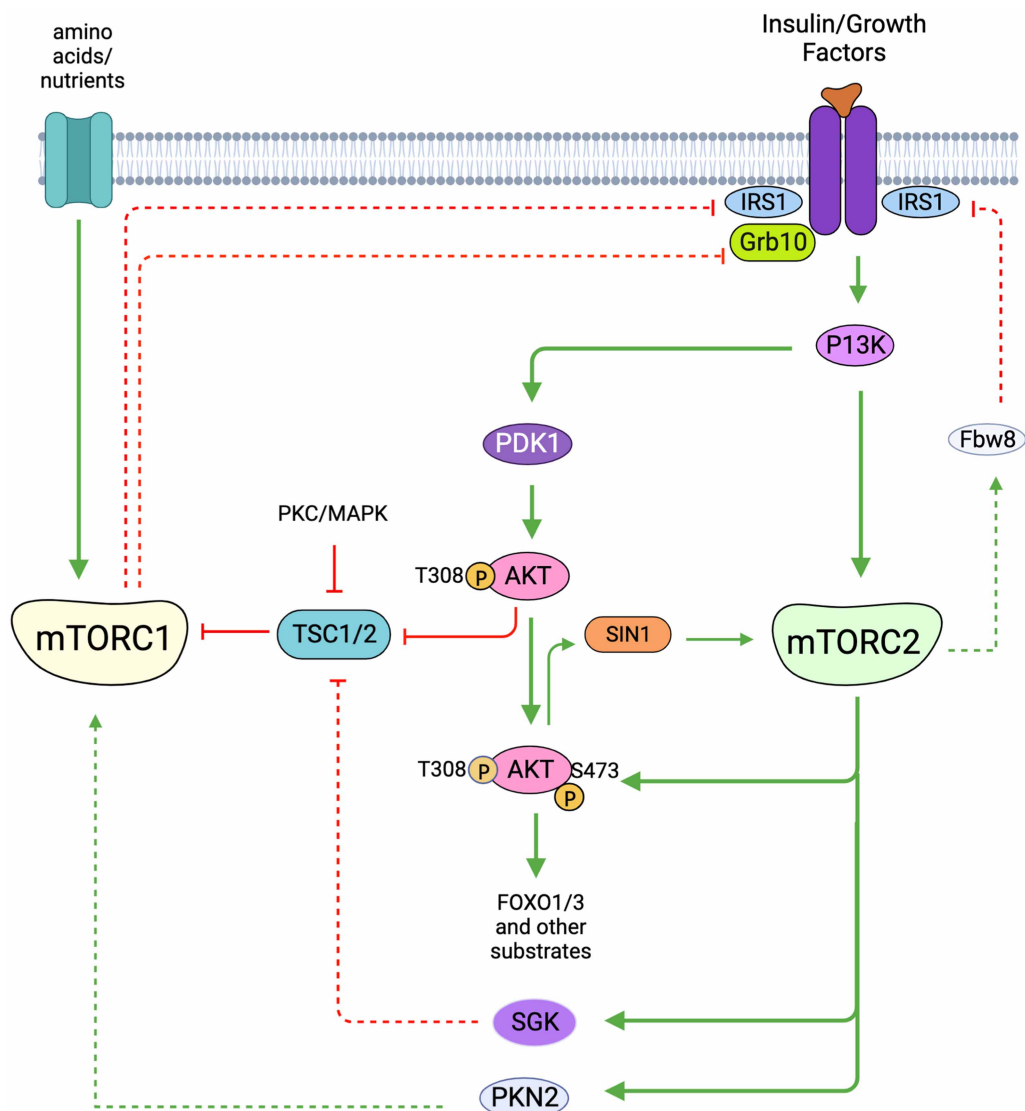 amino
acids/
nutrients
Insulin/Growth
Factors
IRS1
IRS1
Grb10
P13K
PDK1
Fbw8
PKC/MAPK
T308 P AKT
mTORC1
TSC1/2
SIN1
mTORC2
T308 P AKT S473
P
FOXO1/3
and other
substrates
SGK
PKN2